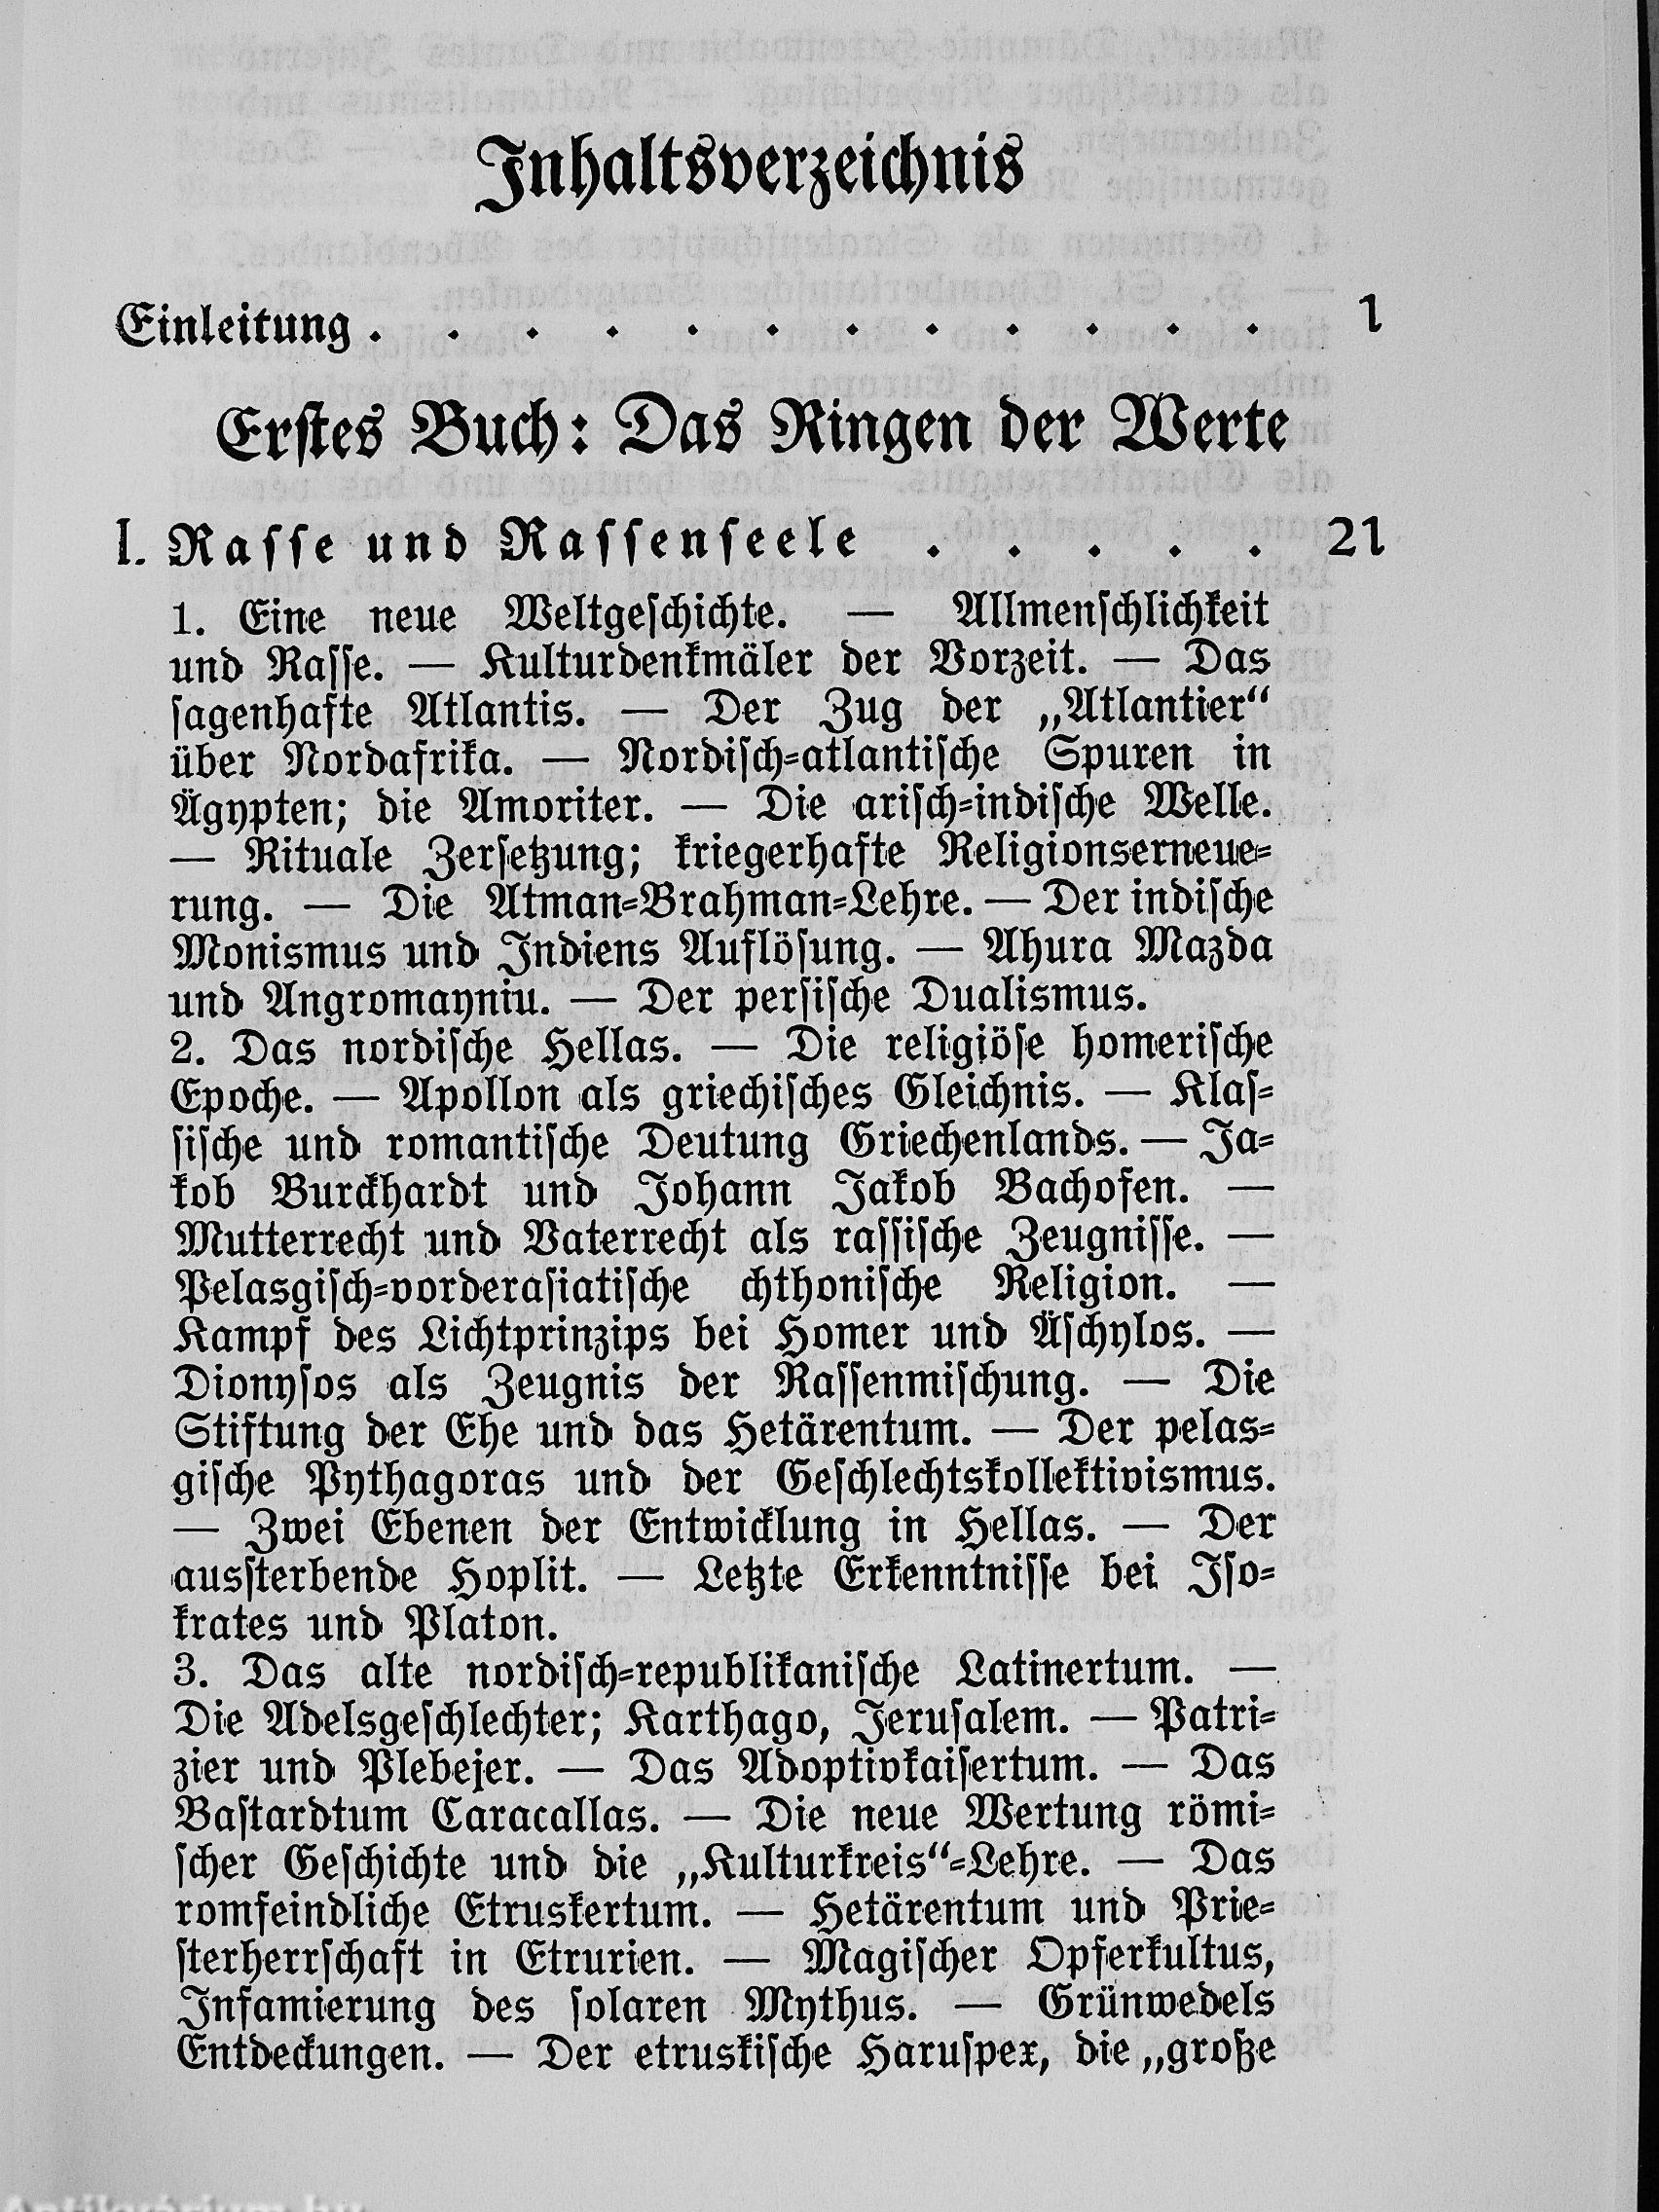 Inhaltsverzeichnis
Einleitung . . . . . . . . . . . . 1
Erstes Buch: Das Ringen der Werte
I. Rasse und Rassenseele . . . . . 21
1. Eine neue Weltgeschichte. — Allmenschlichkeit
und Rasse. — Kulturdenkmäler der Vorzeit. — Das
sagenhafte Atlantis. — Der Zug der „Atlantier“
über Nordafrika. — Nordisch-atlantische Spuren in
Ägypten; die Amoriter. — Die arisch-indische Welle.
— Rituale Zersetzung; kriegerhafte Religionserneue-
rung. — Die Atman-Brahman-Lehre. — Der indische
Monismus und Indiens Auflösung. — Ahura Mazda
und Angromayniu. — Der persische Dualismus.
2. Das nordische Hellas. — Die religiöse homerische
Epoche. — Apollon als griechisches Gleichnis. — Klas-
sische und romantische Deutung Griechenlands. — Ja-
kob Burckhardt und Johann Jakob Bachofen. —
Mutterrecht und Vaterrecht als rassische Zeugnisse. —
Pelasgisch-vorderasiatische chthonische Religion. —
Kampf des Lichtprinzips bei Homer und Äschylos. —
Dionysos als Zeugnis der Rassenmischung. — Die
Stiftung der Ehe und das Hetärentum. — Der pelas-
gische Pythagoras und der Geschlechtskollektivismus.
— Zwei Ebenen der Entwicklung in Hellas. — Der
aussterbende Hoplit. — Letzte Erkenntnisse bei Iso-
krates und Platon.
3. Das alte nordisch-republikanische Latinertum. —
Die Adelsgeschlechter; Karthago, Jerusalem. — Patri-
zier und Plebejer. — Das Adoptivkaisertum. — Das
Bastardtum Caracallas. — Die neue Wertung römi-
scher Geschichte und die „Kulturkreis“-Lehre. — Das
romfeindliche Etruskertum. — Hetärentum und Prie-
sterherrschaft in Etrurien. — Magischer Opferkultus,
Infamierung des solaren Mythus. — Grünwedels
Entdeckungen. — Der etruskische Haruspex, die „große